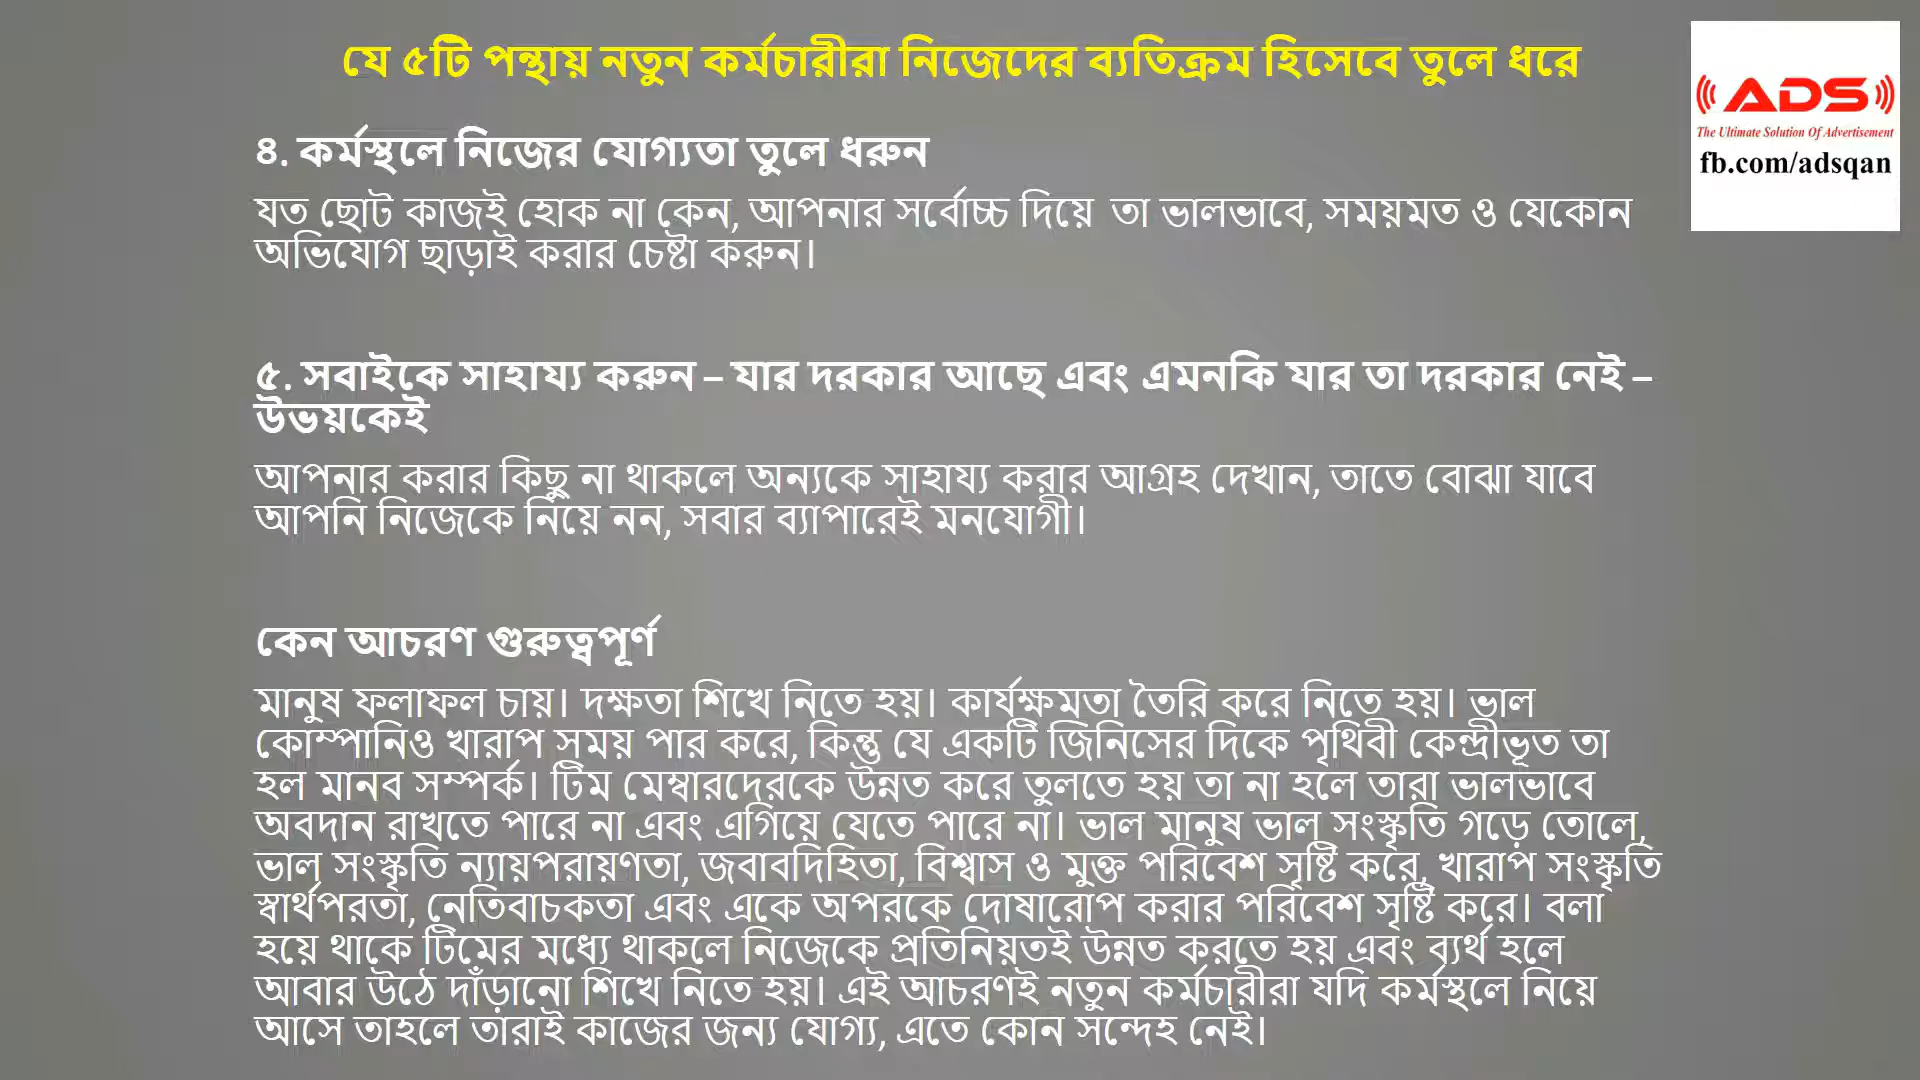 যে ৫টি পন্থায় নতুন কর্মচারীরা নিজেদের ব্যতিক্রম হিসেবে তুলে ধরে
ADS
The Ultimate Solution Of Advertisement
fb.com/adsqan
৪. কর্মস্থলে নিজের যোগ্যতা তুলে ধরুন
যত ছোট কাজই হোক না কেন, আপনার সর্বোচ্চ দিয়ে তা ভালভাবে, সময়মত ও যেকোন
অভিযোগ ছাড়াই করার চেষ্টা করুন।
৫. সবাইকে সাহায্য করুন – যার দরকার আছে এবং এমনকি যার তা দরকার নেই –
উভয়কেই
আপনার করার কিছু না থাকলে অন্যকে সাহায্য করার আগ্রহ দেখান, তাতে বোঝা যাবে
আপনি নিজেকে নিয়ে নন, সবার ব্যাপারেই মনযোগী।
কেন আচরণ গুরুত্বপূর্ণ
মানুষ ফলাফল চায়। দক্ষতা শিখে নিতে হয়। কার্যক্ষমতা তৈরি করে নিতে হয়। ভাল
কোম্পানিও খারাপ সময় পার করে, কিন্তু যে একটি জিনিসের দিকে পৃথিবী কেন্দ্রীভূত তা
হল মানব সম্পর্ক। টিম মেম্বারদেরকে উন্নত করে তুলতে হয় তা না হলে তারা ভালভাবে
অবদান রাখতে পারে না এবং এগিয়ে যেতে পারে না। ভাল মানুষ ভাল সংস্কৃতি গড়ে তোলে,
ভাল সংস্কৃতি ন্যায়পরায়ণতা, জবাবদিহিতা, বিশ্বাস ও মুক্ত পরিবেশ সৃষ্টি করে, খারাপ সংস্কৃতি
স্বার্থপরতা, নেতিবাচকতা এবং একে অপরকে দোষারোপ করার পরিবেশ সৃষ্টি করে। বলা
হয়ে থাকে টিমের মধ্যে থাকলে নিজেকে প্রতিনিয়তই উন্নত করতে হয় এবং ব্যর্থ হলে
আবার উঠে দাঁড়ানো শিখে নিতে হয়। এই আচরণই নতুন কর্মচারীরা যদি কর্মস্থলে নিয়ে
আসে তাহলে তারাই কাজের জন্য যোগ্য, এতে কোন সন্দেহ নেই।